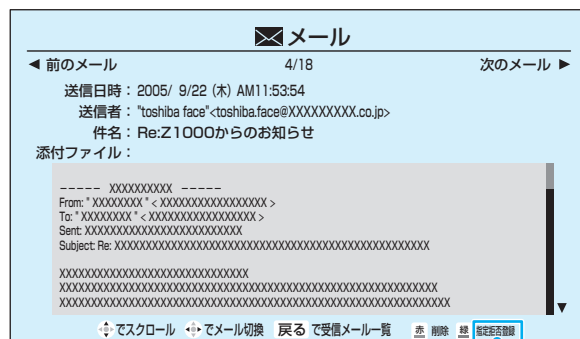 メール
◀ 前のメール 4/18 次のメール ▶
送信日時： 2005/ 9/22 (木) AM11:53:54
送信者： "toshiba face"<toshiba.face@XXXXXXXXX.co.jp>
件名： Re:Z1000からのお知らせ
添付ファイル：
––––– XXXXXXXXXX –––––
From: " XXXXXXXX " < XXXXXXXXXXXXXXXXX >
To: " XXXXXXXX " < XXXXXXXXXXXXXXXXX >
Sent: XXXXXXXXXXXXXXXXXXXXXXXXX
Subject: Re: XXXXXXXXXXXXXXXXXXXXXXXXXXXXXXXXXXXXXXXXXXXXXXXXXX
XXXXXXXXXXXXXXXXXXXXXXXXXXXXXX
XXXXXXXXXXXXXXXXXXXXXXXXXXXXXXXXXXXXXXXXXXXXXXXXXXXXXXXXXXXX
XXXXXXXXXXXXXXXXXXXXXXXXXXXXXXXXXXXXXXXXXXXXXXXXXXXXXXXXXXXXXX
でスクロール でメール切換 戻る で受信メール一覧 赤 削除 緑 指定拒否登録